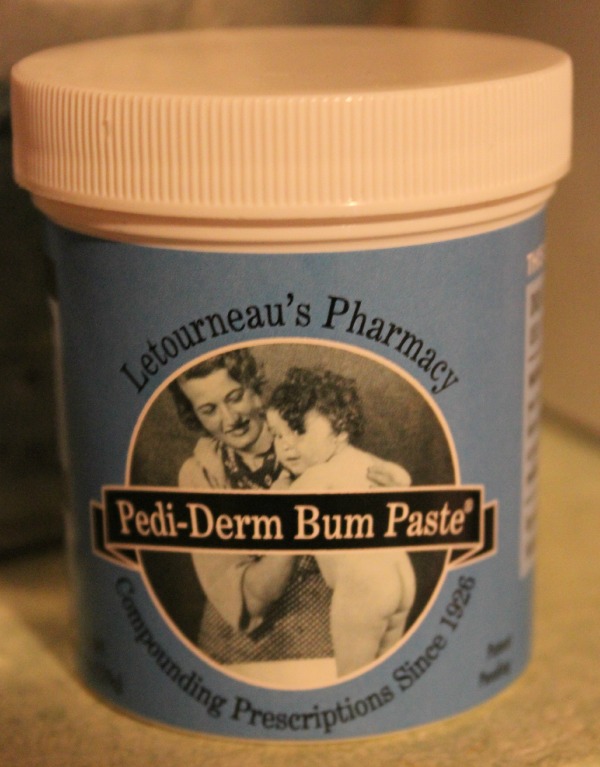 Letourneau's Pharmacy
Pedi-Derm Bum Paste®
Compounding Prescriptions Since 1926